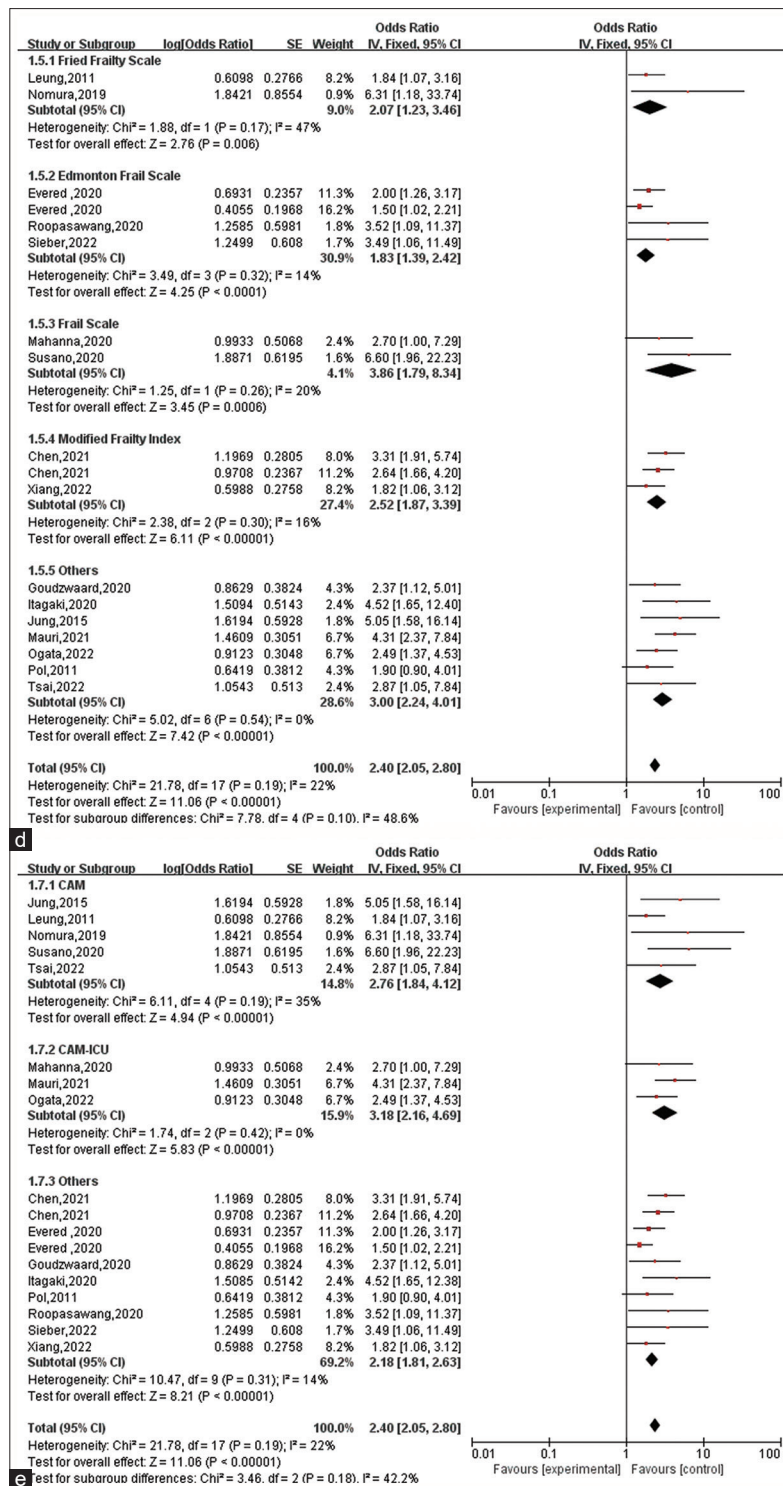 Odds Ratio Odds Ratio
Study or Subgroup log[Odds Ratio] SE Weight IV, Fixed, 95% CI IV, Fixed, 95% CI
1.5.1 Fried Frailty Scale
Leung,2011 0.6098 0.2766 8.2% 1.84 [1.07, 3.16]
Nomura,2019 1.8421 0.8554 0.9% 6.31 [1.18, 33.74]
Subtotal (95% CI) 9.0% 2.07 [1.23, 3.46]
Heterogeneity: Chi² = 1.88, df = 1 (P = 0.17); I² = 47%
Test for overall effect: Z = 2.76 (P = 0.006)
1.5.2 Edmonton Frail Scale
Evered ,2020 0.6931 0.2357 11.3% 2.00 [1.26, 3.17]
Evered ,2020 0.4055 0.1968 16.2% 1.50 [1.02, 2.21]
Roopasawang,2020 1.2585 0.5981 1.8% 3.52 [1.09, 11.37]
Sieber,2022 1.2499 0.608 1.7% 3.49 [1.06, 11.49]
Subtotal (95% CI) 30.9% 1.83 [1.39, 2.42]
Heterogeneity: Chi² = 3.49, df = 3 (P = 0.32); I² = 14%
Test for overall effect: Z = 4.25 (P < 0.0001)
1.5.3 Frail Scale
Mahanna,2020 0.9933 0.5068 2.4% 2.70 [1.00, 7.29]
Susano,2020 1.8871 0.6195 1.6% 6.60 [1.96, 22.23]
Subtotal (95% CI) 4.1% 3.86 [1.79, 8.34]
Heterogeneity: Chi² = 1.25, df = 1 (P = 0.26); I² = 20%
Test for overall effect: Z = 3.45 (P = 0.0006)
1.5.4 Modified Frailty Index
Chen,2021 1.1969 0.2805 8.0% 3.31 [1.91, 5.74]
Chen,2021 0.9708 0.2367 11.2% 2.64 [1.66, 4.20]
Xiang,2022 0.5988 0.2758 8.2% 1.82 [1.06, 3.12]
Subtotal (95% CI) 27.4% 2.52 [1.87, 3.39]
Heterogeneity: Chi² = 2.38, df = 2 (P = 0.30); I² = 16%
Test for overall effect: Z = 6.11 (P < 0.00001)
1.5.5 Others
Goudzwaard,2020 0.8629 0.3824 4.3% 2.37 [1.12, 5.01]
Itagaki,2020 1.5094 0.5143 2.4% 4.52 [1.65, 12.40]
Jung,2015 1.6194 0.5928 1.8% 5.05 [1.58, 16.14]
Mauri,2021 1.4609 0.3051 6.7% 4.31 [2.37, 7.84]
Ogata,2022 0.9123 0.3048 6.7% 2.49 [1.37, 4.53]
Pol,2011 0.6419 0.3812 4.3% 1.90 [0.90, 4.01]
Tsai,2022 1.0543 0.513 2.4% 2.87 [1.05, 7.84]
Subtotal (95% CI) 28.6% 3.00 [2.24, 4.01]
Heterogeneity: Chi² = 5.02, df = 6 (P = 0.54); I² = 0%
Test for overall effect: Z = 7.42 (P < 0.00001)
Total (95% CI) 100.0% 2.40 [2.05, 2.80]
Heterogeneity: Chi² = 21.78, df = 17 (P = 0.19); I² = 22%
Test for overall effect: Z = 11.06 (P < 0.00001)
Test for subgroup differences: Chi² = 7.78, df = 4 (P = 0.10), I² = 48.6%
0.01 0.1 1 10 100
Favours [experimental] Favours [control]
d
Odds Ratio Odds Ratio
Study or Subgroup log[Odds Ratio] SE Weight IV, Fixed, 95% CI IV, Fixed, 95% CI
1.7.1 CAM
Jung,2015 1.6194 0.5928 1.8% 5.05 [1.58, 16.14]
Leung,2011 0.6098 0.2766 8.2% 1.84 [1.07, 3.16]
Nomura,2019 1.8421 0.8554 0.9% 6.31 [1.18, 33.74]
Susano,2020 1.8871 0.6195 1.6% 6.60 [1.96, 22.23]
Tsai,2022 1.0543 0.513 2.4% 2.87 [1.05, 7.84]
Subtotal (95% CI) 14.8% 2.76 [1.84, 4.12]
Heterogeneity: Chi² = 6.11, df = 4 (P = 0.19); I² = 35%
Test for overall effect: Z = 4.94 (P < 0.00001)
1.7.2 CAM-ICU
Mahanna,2020 0.9933 0.5068 2.4% 2.70 [1.00, 7.29]
Mauri,2021 1.4609 0.3051 6.7% 4.31 [2.37, 7.84]
Ogata,2022 0.9123 0.3048 6.7% 2.49 [1.37, 4.53]
Subtotal (95% CI) 15.9% 3.18 [2.16, 4.69]
Heterogeneity: Chi² = 1.74, df = 2 (P = 0.42); I² = 0%
Test for overall effect: Z = 5.83 (P < 0.00001)
1.7.3 Others
Chen,2021 1.1969 0.2805 8.0% 3.31 [1.91, 5.74]
Chen,2021 0.9708 0.2367 11.2% 2.64 [1.66, 4.20]
Evered ,2020 0.6931 0.2357 11.3% 2.00 [1.26, 3.17]
Evered ,2020 0.4055 0.1968 16.2% 1.50 [1.02, 2.21]
Goudzwaard,2020 0.8629 0.3824 4.3% 2.37 [1.12, 5.01]
Itagaki,2020 1.5085 0.5142 2.4% 4.52 [1.65, 12.38]
Pol,2011 0.6419 0.3812 4.3% 1.90 [0.90, 4.01]
Roopasawang,2020 1.2585 0.5981 1.8% 3.52 [1.09, 11.37]
Sieber,2022 1.2499 0.608 1.7% 3.49 [1.06, 11.49]
Xiang,2022 0.5988 0.2758 8.2% 1.82 [1.06, 3.12]
Subtotal (95% CI) 69.2% 2.18 [1.81, 2.63]
Heterogeneity: Chi² = 10.47, df = 9 (P = 0.31); I² = 14%
Test for overall effect: Z = 8.21 (P < 0.00001)
Total (95% CI) 100.0% 2.40 [2.05, 2.80]
Heterogeneity: Chi² = 21.78, df = 17 (P = 0.19); I² = 22%
Test for overall effect: Z = 11.06 (P < 0.00001)
Test for subgroup differences: Chi² = 3.46, df = 2 (P = 0.18), I² = 42.2%
0.01 0.1 1 10 100
Favours [experimental] Favours [control]
e